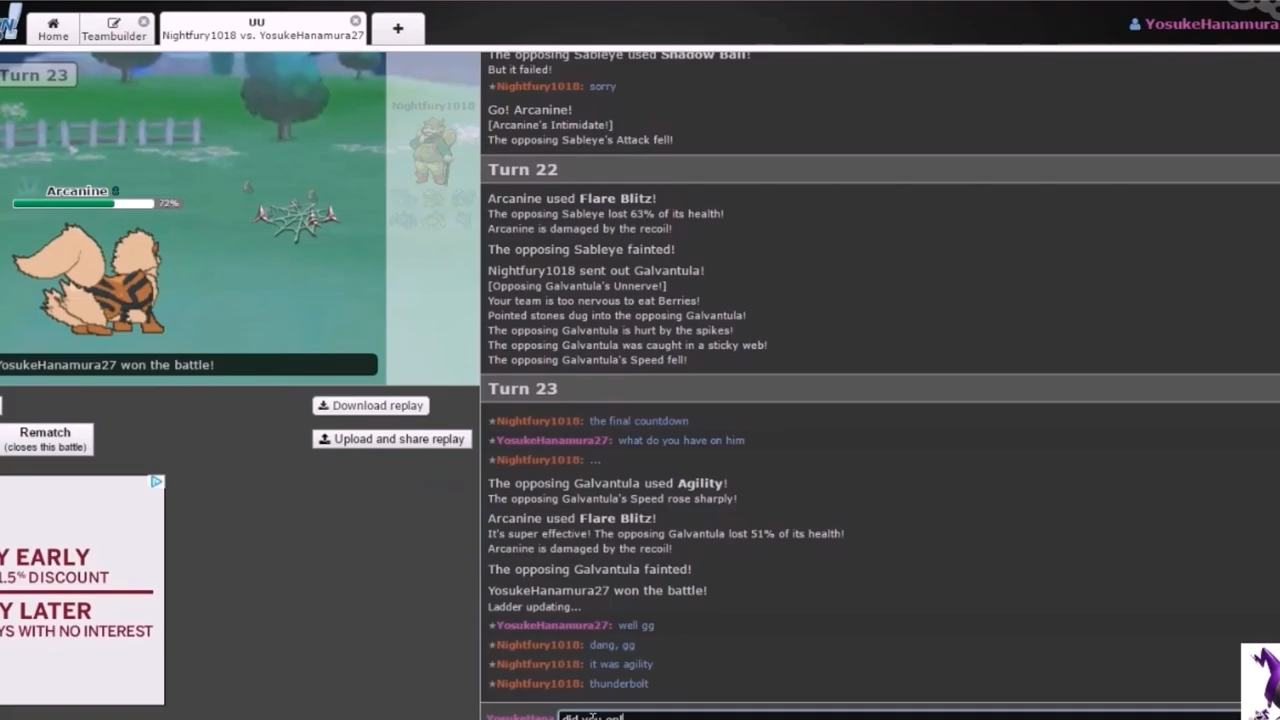 Home
Teambuilder
UU
Nightfury1018 vs. YosukeHanamura27
+
YosukeHanamura
Turn 23
Nightfury1018
Arcanine
72%
YosukeHanamura27 won the battle!
Download replay
Upload and share replay
Rematch
(closes this battle)
Y EARLY
1.5% DISCOUNT
Y LATER
YS WITH NO INTEREST
The opposing Sableye used Shadow Ball!
But it failed!
★Nightfury1018: sorry
Go! Arcanine!
[Arcanine's Intimidate!]
The opposing Sableye's Attack fell!
Turn 22
Arcanine used Flare Blitz!
The opposing Sableye lost 63% of its health!
Arcanine is damaged by the recoil!
The opposing Sableye fainted!
Nightfury1018 sent out Galvantula!
[Opposing Galvantula's Unnerve!]
Your team is too nervous to eat Berries!
Pointed stones dug into the opposing Galvantula!
The opposing Galvantula is hurt by the spikes!
The opposing Galvantula was caught in a sticky web!
The opposing Galvantula's Speed fell!
Turn 23
★Nightfury1018: the final countdown
★YosukeHanamura27: what do you have on him
★Nightfury1018: ...
The opposing Galvantula used Agility!
The opposing Galvantula's Speed rose sharply!
Arcanine used Flare Blitz!
It's super effective! The opposing Galvantula lost 51% of its health!
Arcanine is damaged by the recoil!
The opposing Galvantula fainted!
YosukeHanamura27 won the battle!
Ladder updating...
★YosukeHanamura27: well gg
★Nightfury1018: dang, gg
★Nightfury1018: it was agility
★Nightfury1018: thunderbolt
YosukeHana
did you